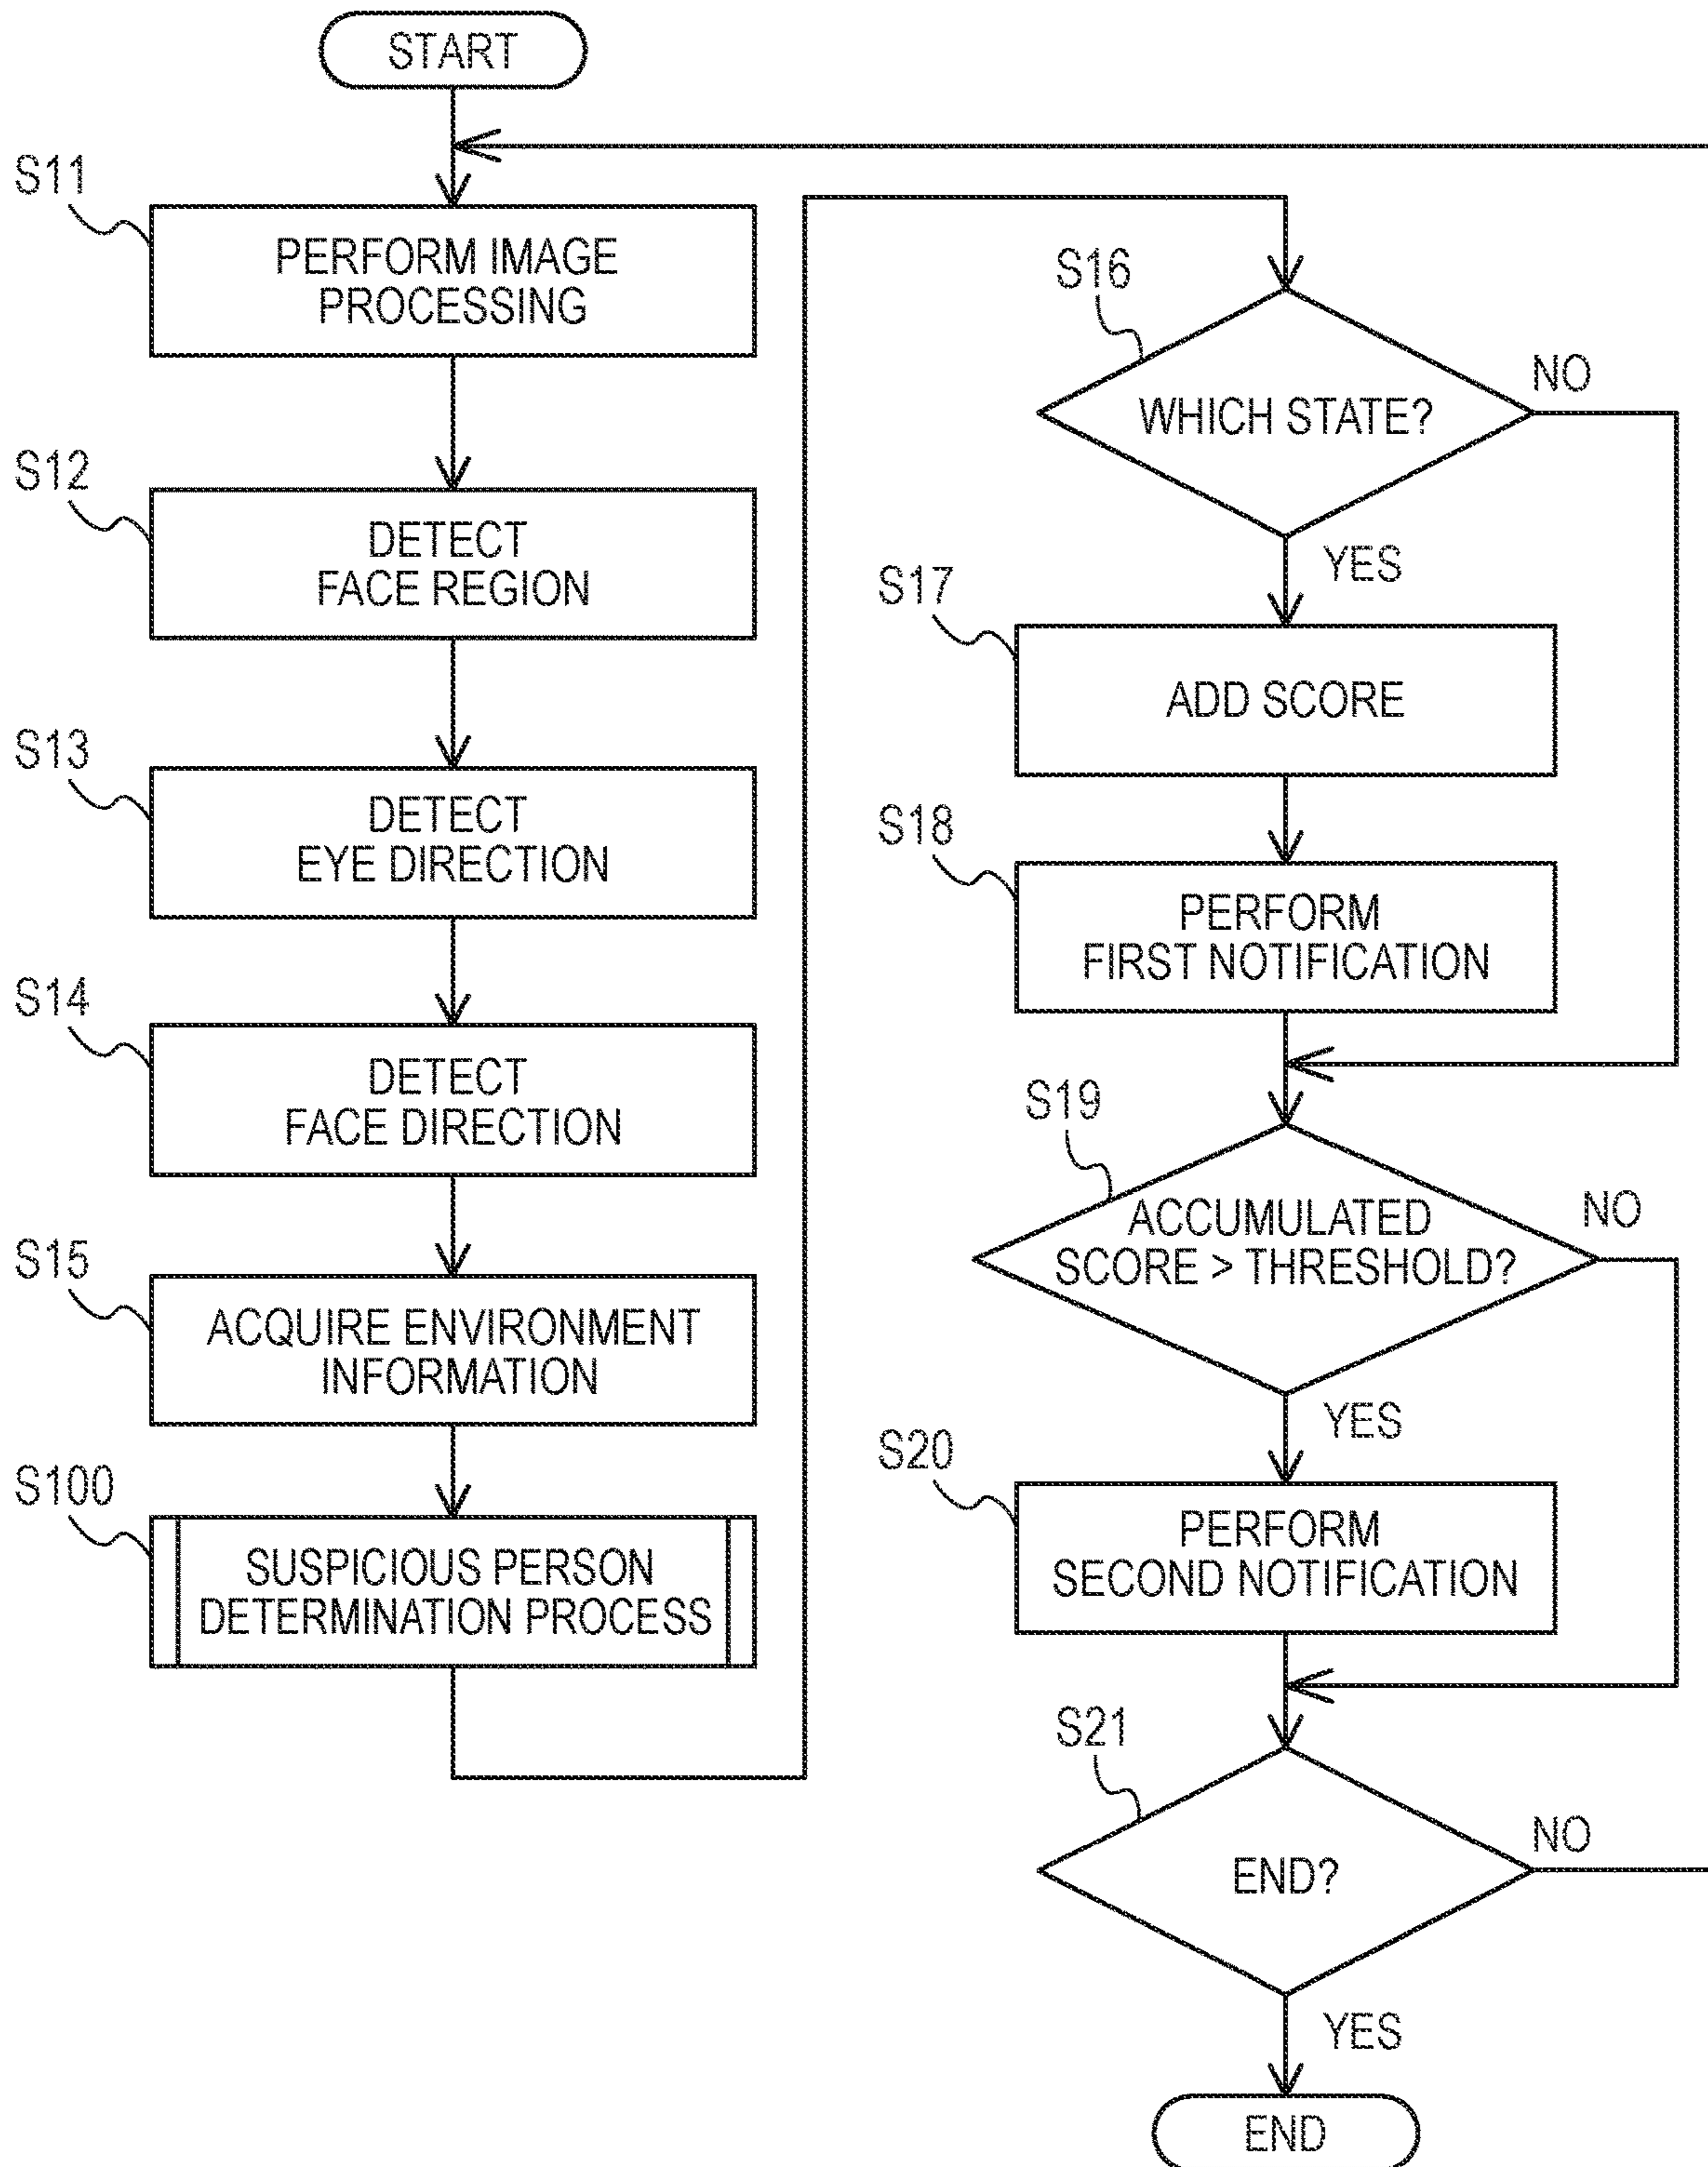 START
S11
PERFORM IMAGE
PROCESSING
S12
DETECT
FACE REGION
S13
DETECT
EYE DIRECTION
S14
DETECT
FACE DIRECTION
S15
ACQUIRE ENVIRONMENT
INFORMATION
S100
SUSPICIOUS PERSON
DETERMINATION PROCESS
S16
WHICH STATE?
NO
YES
S17
ADD SCORE
S18
PERFORM
FIRST NOTIFICATION
S19
ACCUMULATED
SCORE > THRESHOLD?
NO
YES
S20
PERFORM
SECOND NOTIFICATION
S21
END?
NO
YES
END